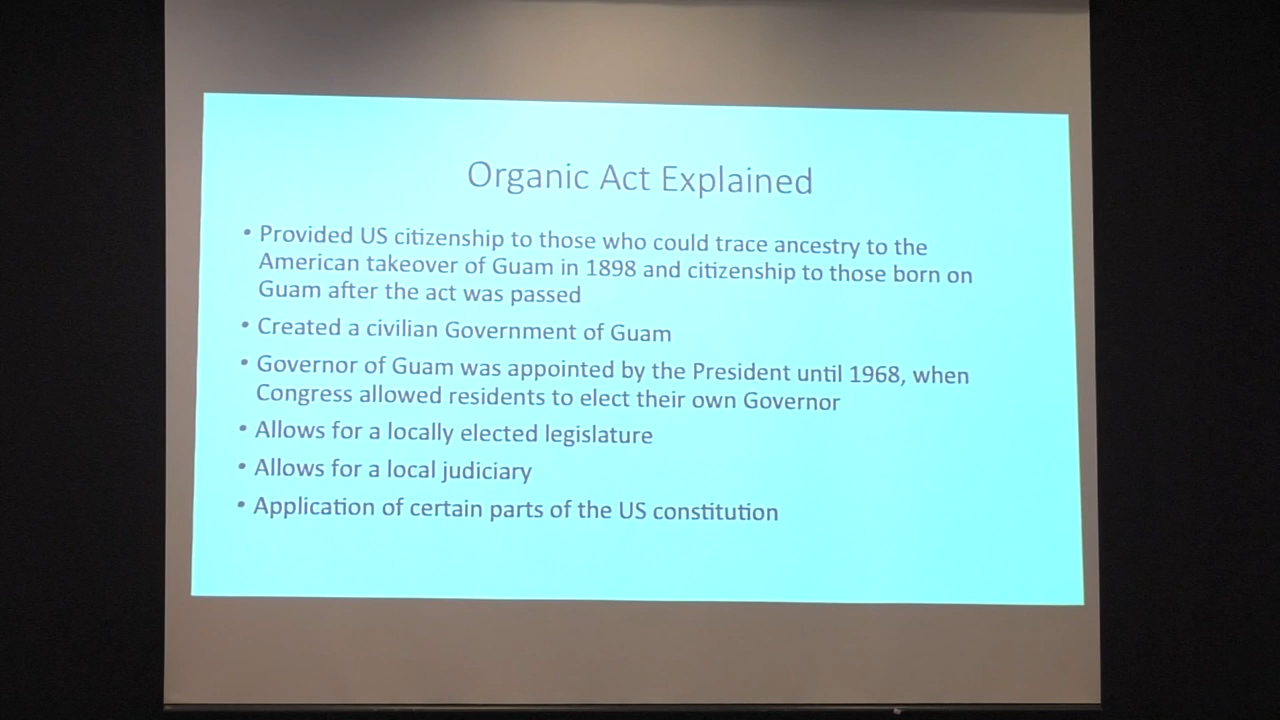 Organic Act Explained
• Provided US citizenship to those who could trace ancestry to the
American takeover of Guam in 1898 and citizenship to those born on
Guam after the act was passed
• Created a civilian Government of Guam
• Governor of Guam was appointed by the President until 1968, when
Congress allowed residents to elect their own Governor
• Allows for a locally elected legislature
• Allows for a local judiciary
• Application of certain parts of the US constitution